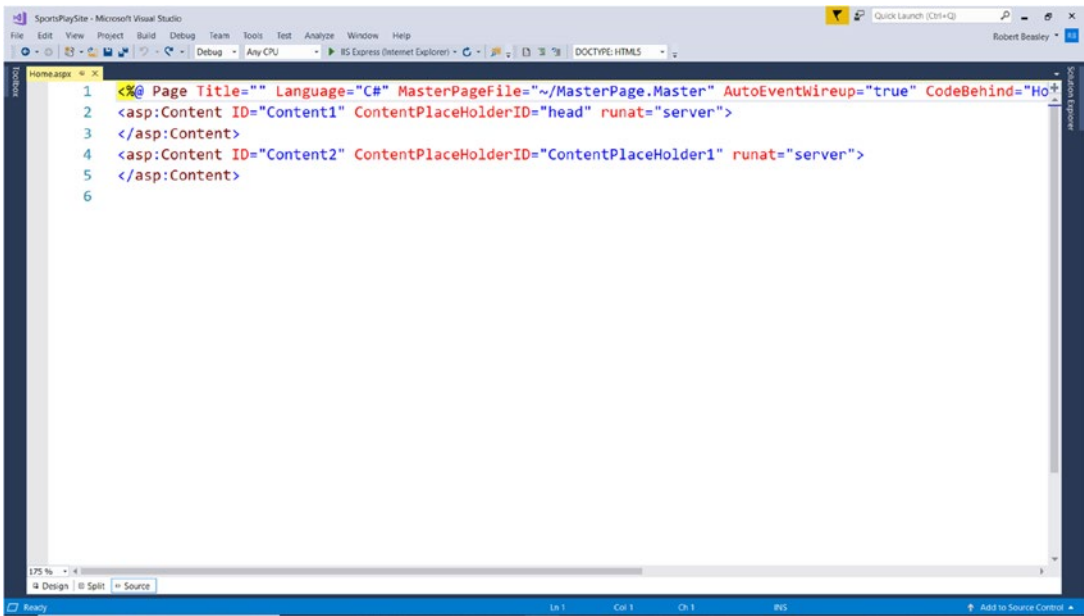 SportsPlaySite - Microsoft Visual Studio
Quick Launch (Ctrl+Q)
File Edit View Project Build Debug Team Tools Test Analyze Window Help
Robert Beasley
Debug Any CPU IIS Express (Internet Explorer) DOCTYPE: HTML5
Toolbox
Home.aspx
Solution Explorer
1 <%@ Page Title="" Language="C#" MasterPageFile="~/MasterPage.Master" AutoEventWireup="true" CodeBehind="Ho
2 <asp:Content ID="Content1" ContentPlaceHolderID="head" runat="server">
3 </asp:Content>
4 <asp:Content ID="Content2" ContentPlaceHolderID="ContentPlaceHolder1" runat="server">
5 </asp:Content>
6
175 %
Design Split Source
Ready Ln 1 Col 1 Ch 1 INS Add to Source Control